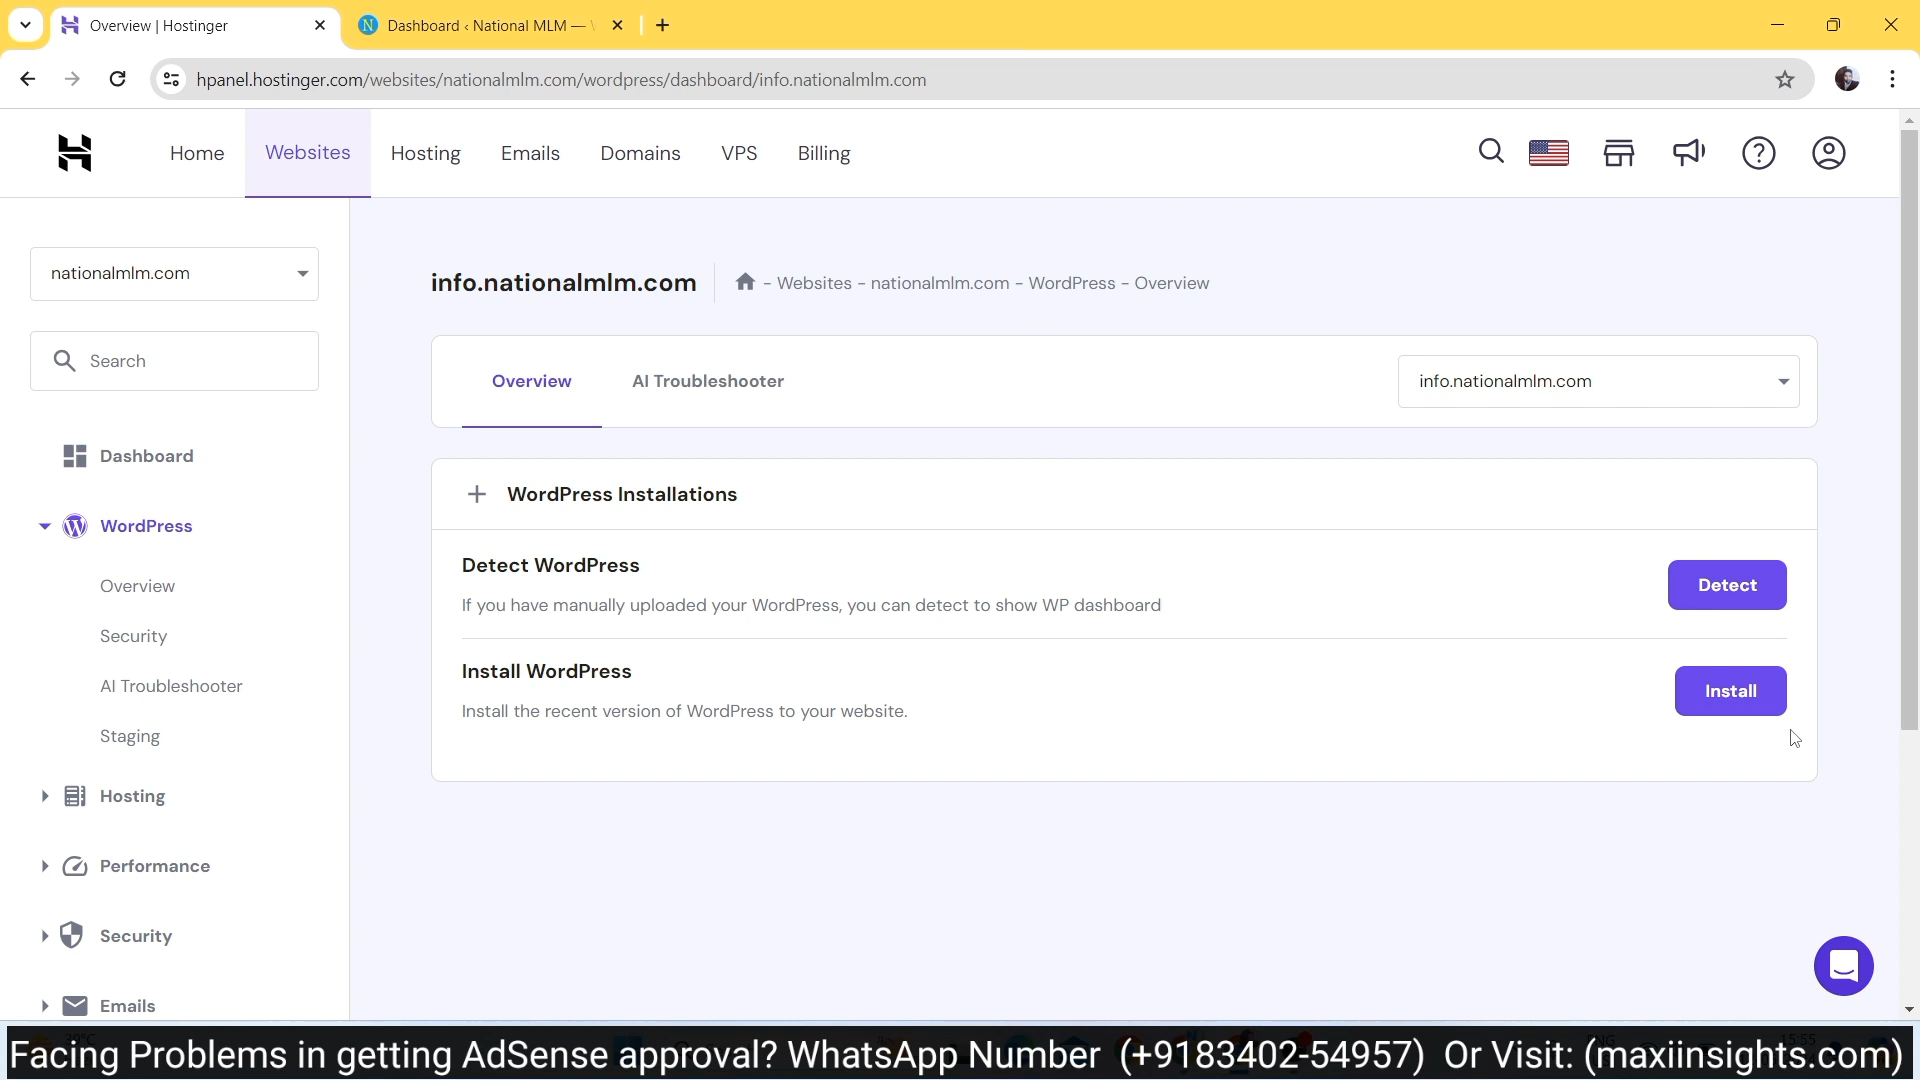 Overview | Hostinger
Dashboard ‹ National MLM —
hpanel.hostinger.com/websites/nationalmlm.com/wordpress/dashboard/info.nationalmlm.com
Home
Websites
Hosting
Emails
Domains
VPS
Billing
nationalmlm.com
Search
Dashboard
WordPress
Overview
Security
AI Troubleshooter
Staging
Hosting
Performance
Security
Emails
info.nationalmlm.com
- Websites - nationalmlm.com - WordPress - Overview
Overview
AI Troubleshooter
info.nationalmlm.com
WordPress Installations
Detect WordPress
If you have manually uploaded your WordPress, you can detect to show WP dashboard
Detect
Install WordPress
Install the recent version of WordPress to your website.
Install
Facing Problems in getting AdSense approval? WhatsApp Number (+9183402-54957) Or Visit: (maxiinsights.com)